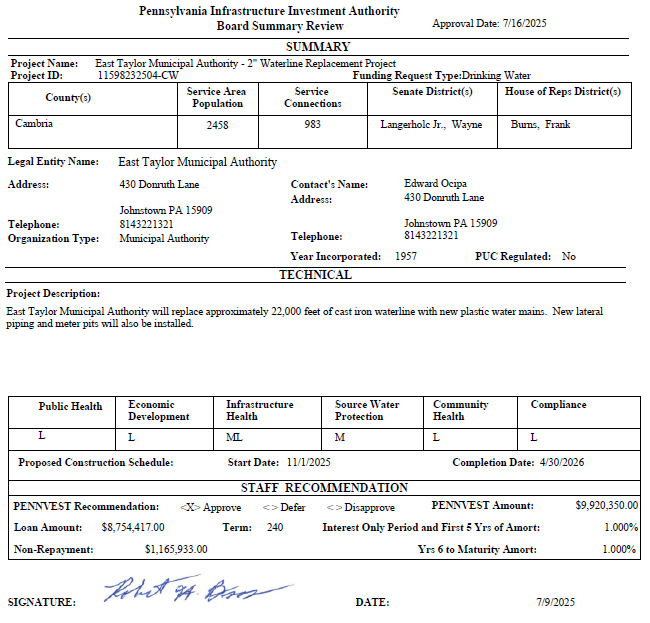 Pennsylvania Infrastructure Investment Authority
Board Summary Review
Approval Date: 7/16/2025
SUMMARY
Project Name: East Taylor Municipal Authority - 2" Waterline Replacement Project
Project ID: 11598232504-CW Funding Request Type:Drinking Water
County(s) Service Area Population Service Connections Senate District(s) House of Reps District(s)
Cambria 2458 983 Langerholc Jr., Wayne Burns, Frank
Legal Entity Name: East Taylor Municipal Authority
Address: 430 Donruth Lane Contact's Name: Edward Ocipa
Address: 430 Donruth Lane
Johnstown PA 15909 Johnstown PA 15909
Telephone: 8143221321 Telephone: 8143221321
Organization Type: Municipal Authority
Year Incorporated: 1957 PUC Regulated: No
TECHNICAL
Project Description:
East Taylor Municipal Authority will replace approximately 22,000 feet of cast iron waterline with new plastic water mains. New lateral
piping and meter pits will also be installed.
Public Health Economic Development Infrastructure Health Source Water Protection Community Health Compliance
L L ML M L L
Proposed Construction Schedule: Start Date: 11/1/2025 Completion Date: 4/30/2026
STAFF RECOMMENDATION
PENNVEST Recommendation: <X> Approve < > Defer < > Disapprove PENNVEST Amount: $9,920,350.00
Loan Amount: $8,754,417.00 Term: 240 Interest Only Period and First 5 Yrs of Amort: 1.000%
Non-Repayment: $1,165,933.00 Yrs 6 to Maturity Amort: 1.000%
SIGNATURE: DATE: 7/9/2025